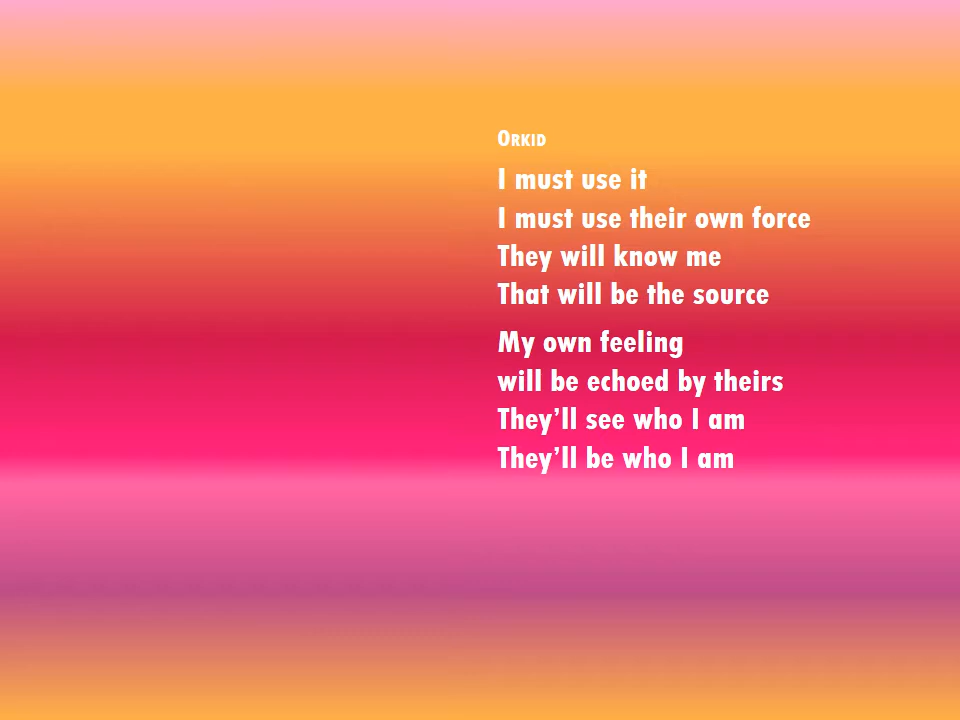 Orkid
I must use it
I must use their own force
They will know me
That will be the source
My own feeling
will be echoed by theirs
They’ll see who I am
They’ll be who I am